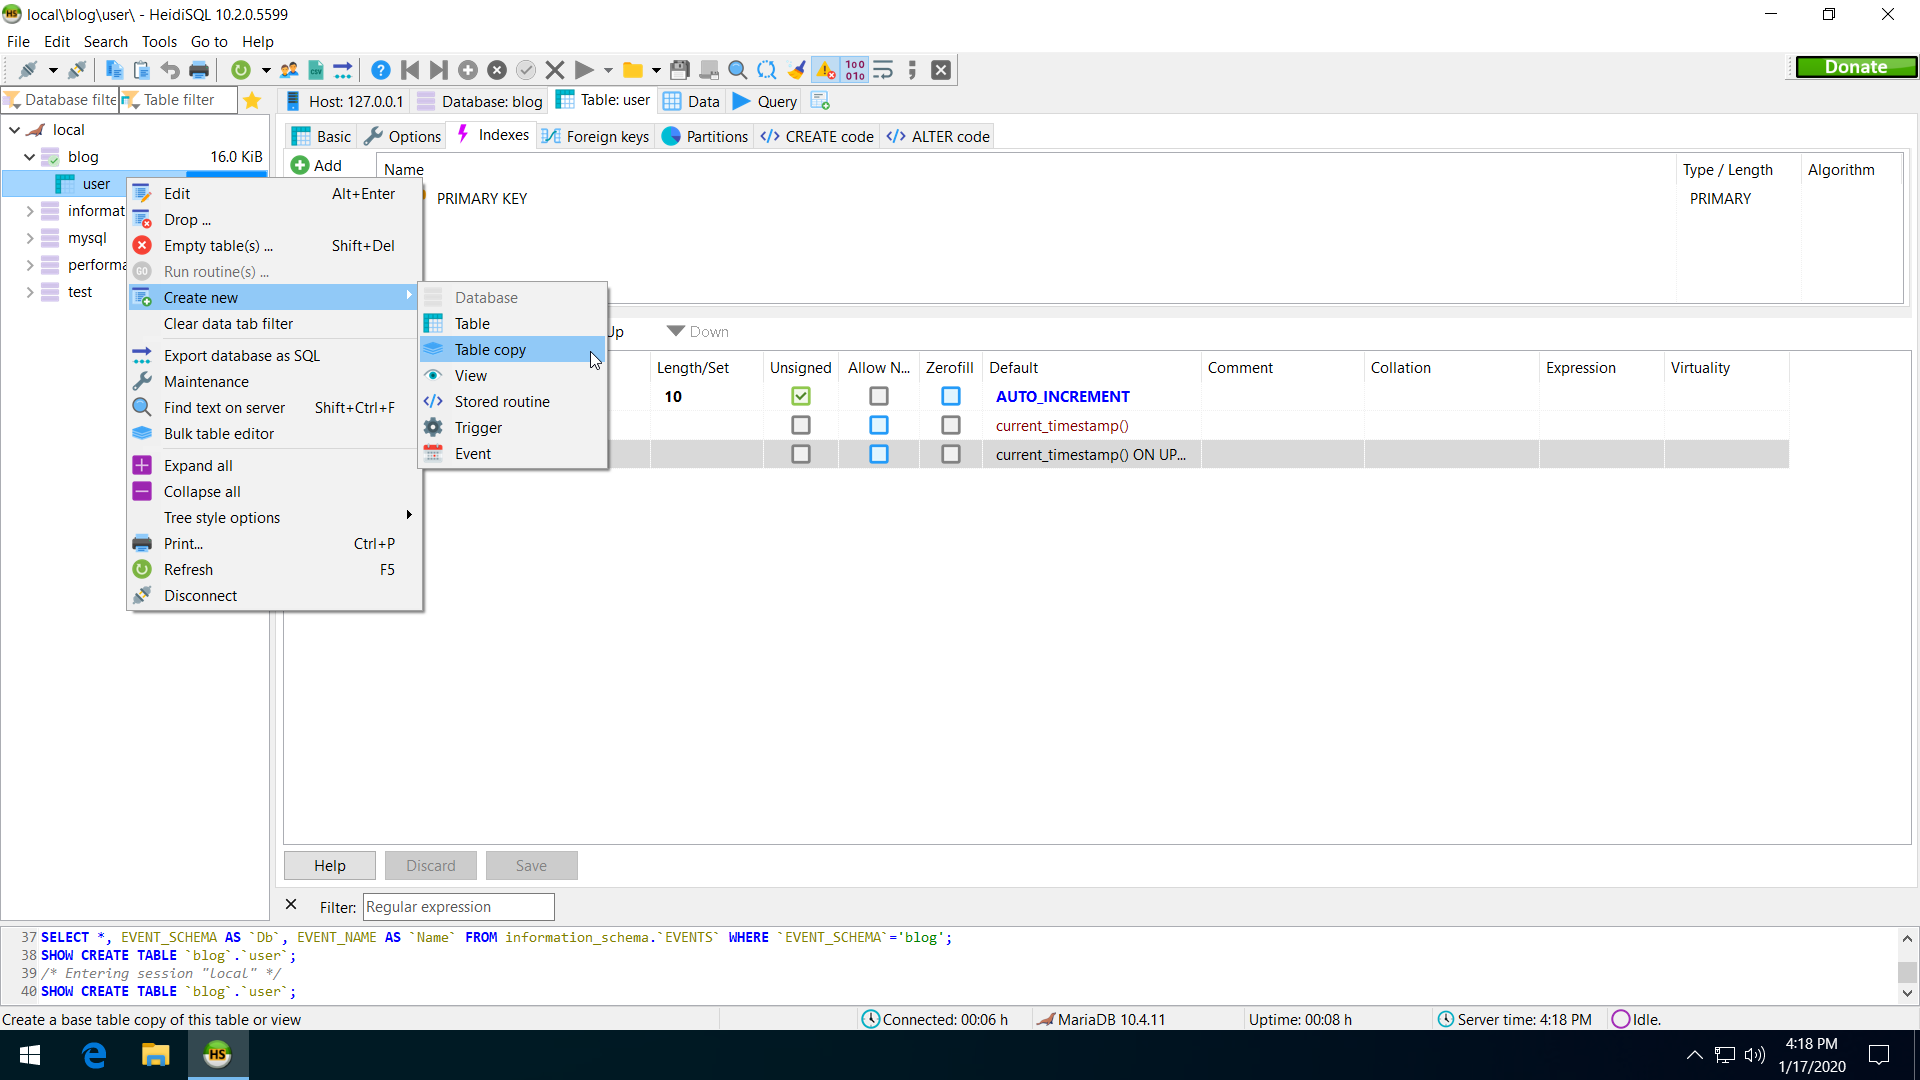 local\blog\user\ - HeidiSQL 10.2.0.5599
File Edit Search Tools Go to Help
Donate
Database filte Table filter Host: 127.0.0.1 Database: blog Table: user Data Query
local
blog 16.0 KiB
user
informat
mysql
performa
test
Basic Options Indexes Foreign keys Partitions CREATE code ALTER code
Add
Name Type / Length Algorithm
PRIMARY KEY PRIMARY
Edit Alt+Enter
Drop ...
Empty table(s) ... Shift+Del
Run routine(s) ...
Create new
Clear data tab filter
Export database as SQL
Maintenance
Find text on server Shift+Ctrl+F
Bulk table editor
Expand all
Collapse all
Tree style options
Print... Ctrl+P
Refresh F5
Disconnect
Database
Table
Table copy
View
Stored routine
Trigger
Event
Up Down
Length/Set Unsigned Allow N... Zerofill Default Comment Collation Expression Virtuality
10 AUTO_INCREMENT
current_timestamp()
current_timestamp() ON UP...
Help Discard Save
Filter: Regular expression
37 SELECT *, EVENT_SCHEMA AS `Db`, EVENT_NAME AS `Name` FROM information_schema.`EVENTS` WHERE `EVENT_SCHEMA`='blog';
38 SHOW CREATE TABLE `blog`.`user`;
39 /* Entering session "local" */
40 SHOW CREATE TABLE `blog`.`user`;
Create a base table copy of this table or view Connected: 00:06 h MariaDB 10.4.11 Uptime: 00:08 h Server time: 4:18 PM Idle.
4:18 PM
1/17/2020